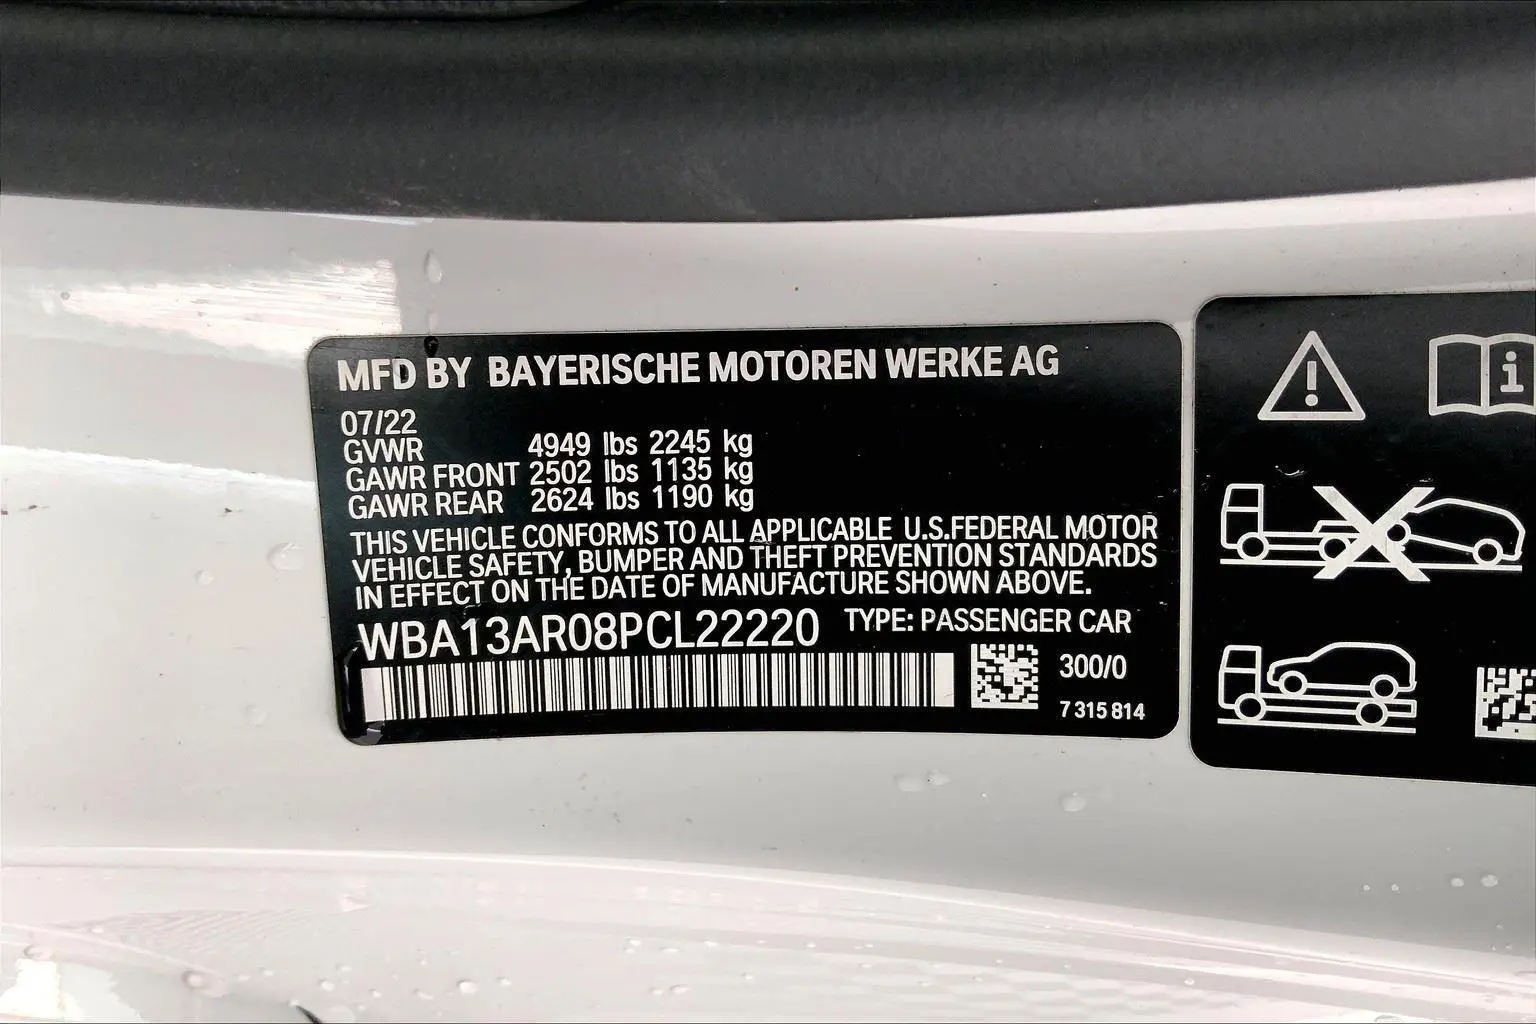 MFD BY BAYERISCHE MOTOREN WERKE AG
07/22
GVWR 4949 lbs 2245 kg
GAWR FRONT 2502 lbs 1135 kg
GAWR REAR 2624 lbs 1190 kg
THIS VEHICLE CONFORMS TO ALL APPLICABLE U.S.FEDERAL MOTOR
VEHICLE SAFETY, BUMPER AND THEFT PREVENTION STANDARDS
IN EFFECT ON THE DATE OF MANUFACTURE SHOWN ABOVE.
WBA13AR08PCL22220 TYPE: PASSENGER CAR
300/0
7 315 814